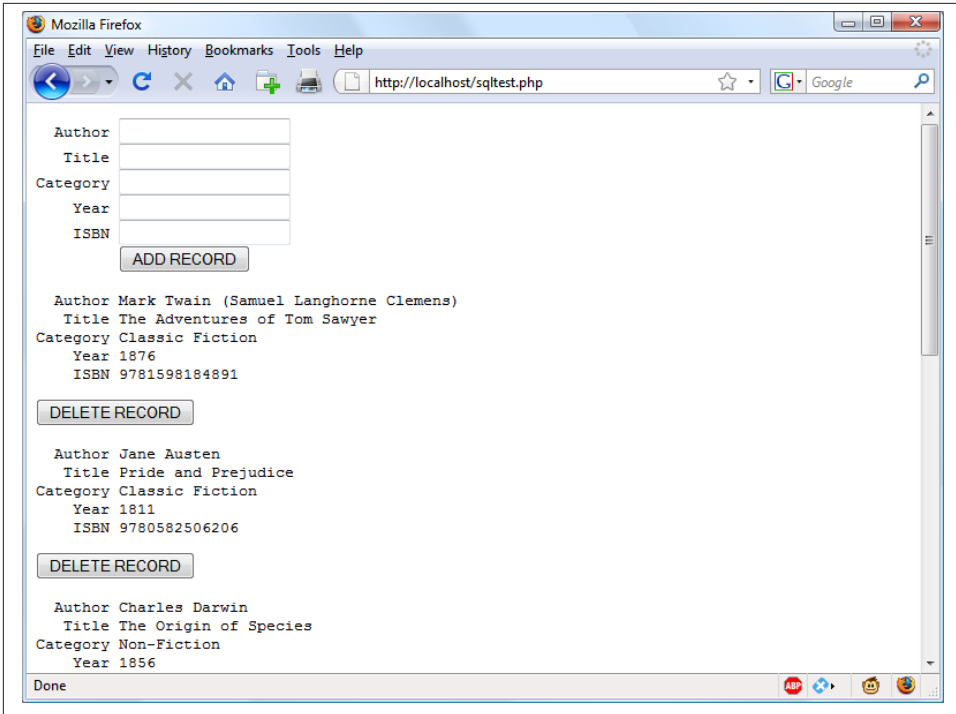 Mozilla Firefox
File Edit View History Bookmarks Tools Help
http://localhost/sqltest.php
G Google
Author
Title
Category
Year
ISBN
ADD RECORD
Author Mark Twain (Samuel Langhorne Clemens)
Title The Adventures of Tom Sawyer
Category Classic Fiction
Year 1876
ISBN 9781598184891
DELETE RECORD
Author Jane Austen
Title Pride and Prejudice
Category Classic Fiction
Year 1811
ISBN 9780582506206
DELETE RECORD
Author Charles Darwin
Title The Origin of Species
Category Non-Fiction
Year 1856
Done
ABP